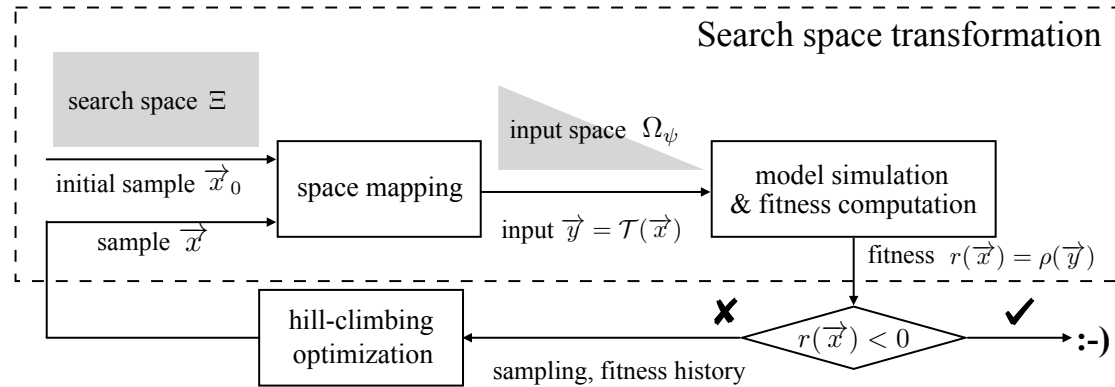 Search space transformation
search space Ξ
input space Ω_ψ
initial sample x⃗_0
space mapping
model simulation
& fitness computation
sample x⃗
input y⃗ = 𝒯(x⃗)
fitness r(x⃗) = ρ(y⃗)
hill-climbing
optimization
✘
✔
r(x⃗) < 0
:-)
sampling, fitness history